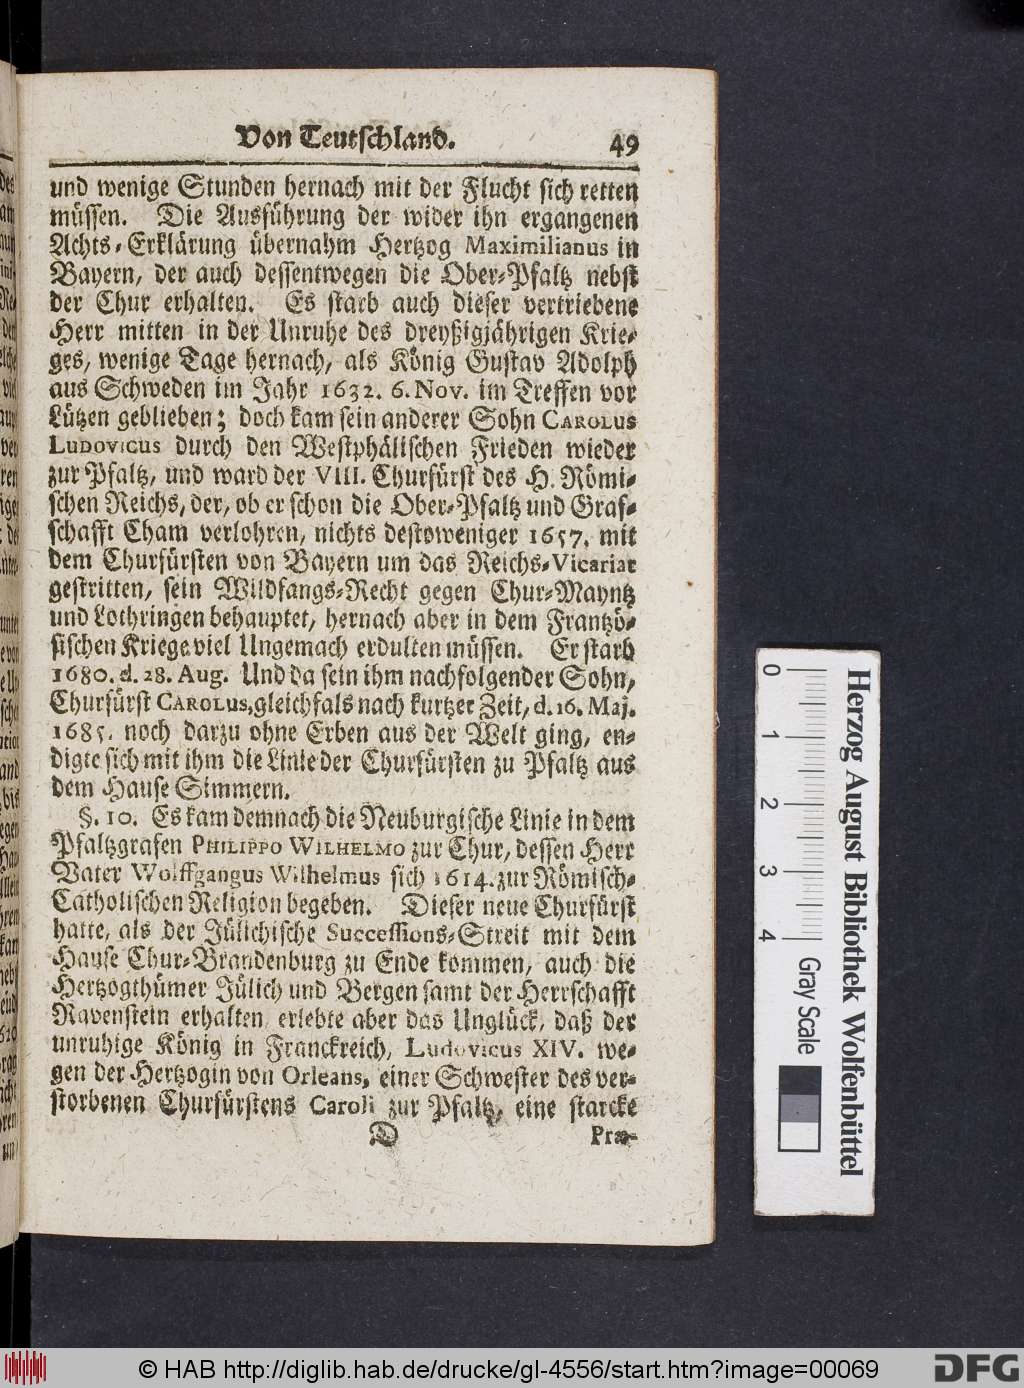 Von Teutschland. 49
und wenige Stunden hernach mit der Flucht sich retten
müssen. Die Ausführung der wider ihn ergangenen
Achts-Erklärung übernahm Hertzog Maximilianus in
Bayern, der auch dessentwegen die Ober-Pfaltz nebst
der Chur erhalten. Es starb auch dieser vertriebene
Herr mitten in der Unruhe des dreyßigjährigen Krie-
ges, wenige Tage hernach, als König Gustav Adolph
aus Schweden im Jahr 1632. 6. Nov. im Treffen vor
Lützen geblieben; doch kam sein anderer Sohn CAROLUS
LUDOVICUS durch den Westphälischen Frieden wieder
zur Pfaltz, und ward der VIII. Churfürst des H. Römi-
schen Reichs, der, ob er schon die Ober-Pfaltz und Graf-
schafft Cham verlohren, nichts destoweniger 1657. mit
dem Churfürsten von Bayern um das Reichs-Vicariat
gestritten, sein Wildfangs-Recht gegen Chur-Mayntz
und Lothringen behauptet, hernach aber in dem Frantzö-
sischen Kriege viel Ungemach erdulten müssen. Er starb
1680. d. 28. Aug. Und da sein ihm nachfolgender Sohn,
Churfürst CAROLUS, gleichfals nach kurtzer Zeit, d. 16. Maj.
1685. noch darzu ohne Erben aus der Welt ging, en-
digte sich mit ihm die Linie der Churfürsten zu Pfaltz aus
dem Hause Simmern.
§. 10. Es kam demnach die Neuburgische Linie in dem
Pfaltzgrafen PHILIPPO WILHELMO zur Chur, dessen Herr
Vater Wolffgangus Wilhelmus sich 1614. zur Römisch-
Catholischen Religion begeben. Dieser neue Churfürst
hatte, als der Jülichische Successions-Streit mit dem
Hause Chur-Brandenburg zu Ende kommen, auch die
Hertzogthümer Jülich und Bergen samt der Herrschafft
Ravenstein erhalten, erlebte aber das Unglück, daß der
unruhige König in Franckreich, LUDOVICUS XIV. we-
gen der Hertzogin von Orleans, einer Schwester des ver-
storbenen Churfürstens Caroli zur Pfaltz, eine starcke
D Præ-
0 1 2 3 4
Gray Scale
Herzog August Bibliothek Wolfenbüttel
© HAB http://diglib.hab.de/drucke/gl-4556/start.htm?image=00069
DFG